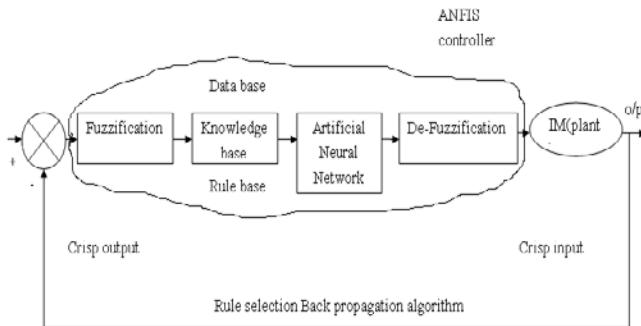 ANFIS
controller
Data base
o/p
Fuzzification
Knowledge
base
Artificial
Neural
Network
De-Fuzzification
IM(plant
+
-
Rule base
Crisp output
Crisp input
Rule selection Back propagation algorithm